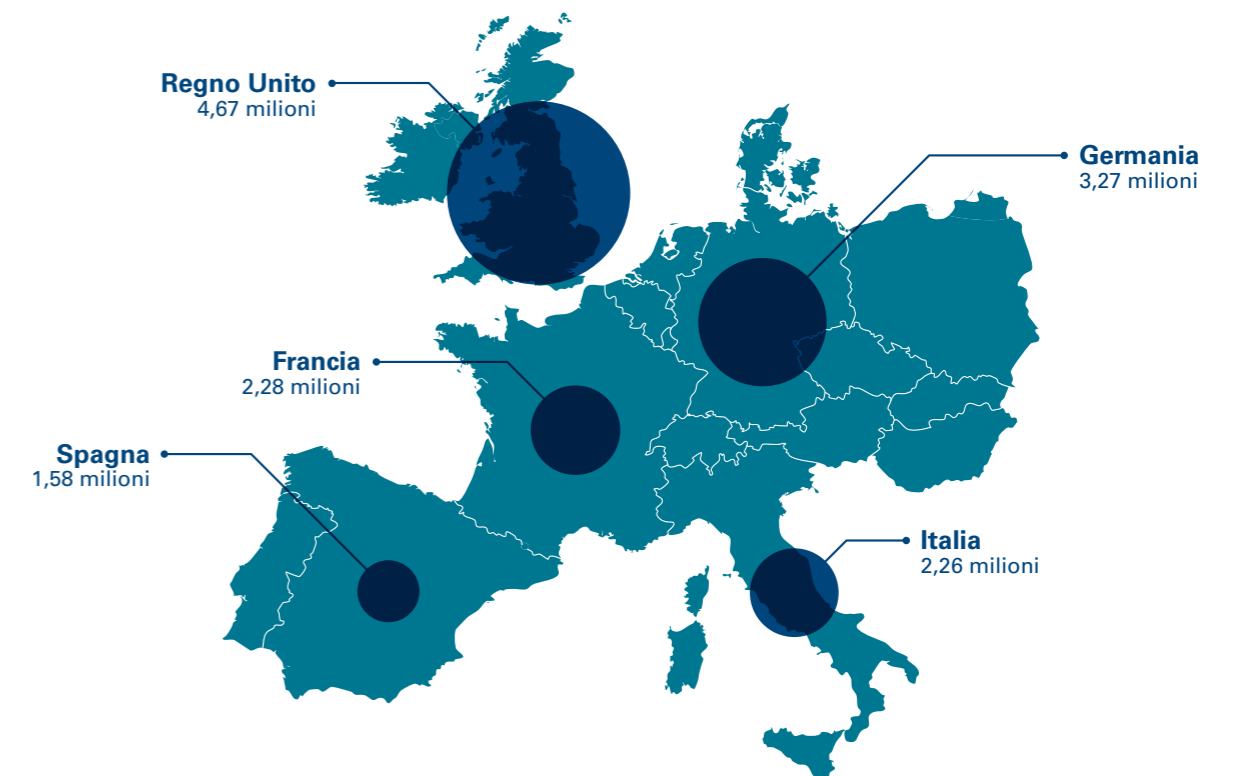 Regno Unito
4,67 milioni
Germania
3,27 milioni
Francia
2,28 milioni
Spagna
1,58 milioni
Italia
2,26 milioni